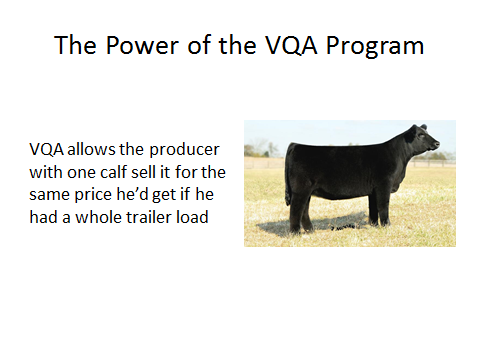 The Power of the VQA Program
VQA allows the producer
with one calf sell it for the
same price he’d get if he
had a whole trailer load